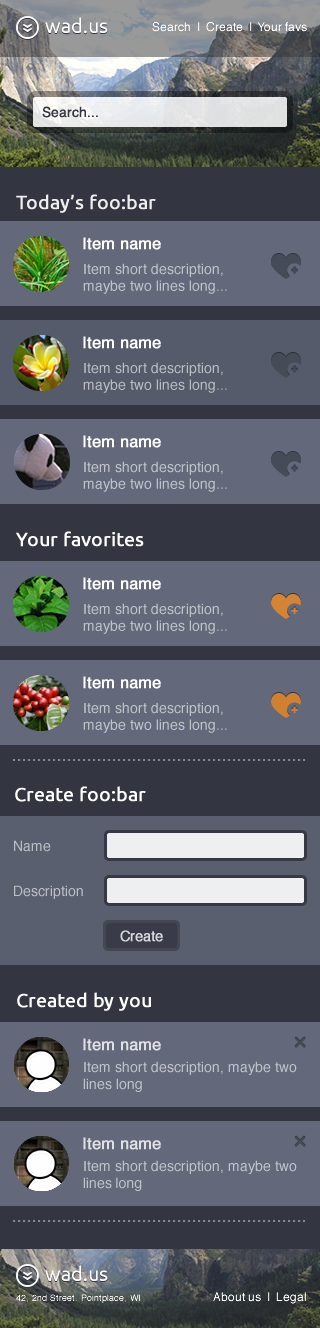 wad.us
Search | Create | Your favs
Search...
Today's foo:bar
Item name
Item short description,
maybe two lines long...
Item name
Item short description,
maybe two lines long...
Item name
Item short description,
maybe two lines long...
Your favorites
Item name
Item short description,
maybe two lines long...
Item name
Item short description,
maybe two lines long...
Create foo:bar
Name
Description
Create
Created by you
Item name
Item short description, maybe two
lines long
Item name
Item short description, maybe two
lines long
wad.us
42, 2nd Street. Pointplace, WI
About us | Legal